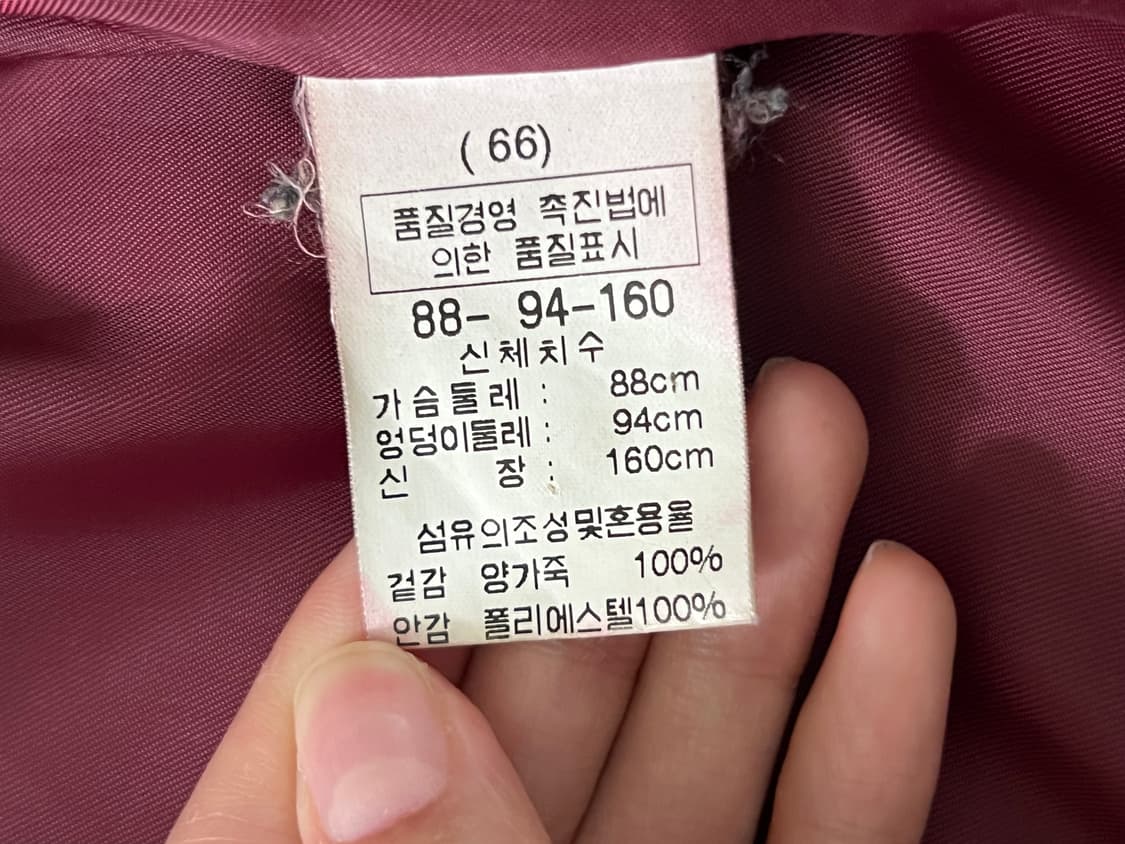 ( 66)
품질경영 촉진법에
의한 품질표시
88- 94-160
신체치수
가슴둘레 : 88cm
엉덩이둘레 : 94cm
신 장 : 160cm
섬유의조성및혼용율
겉감 양가죽 100%
안감 폴리에스텔100%